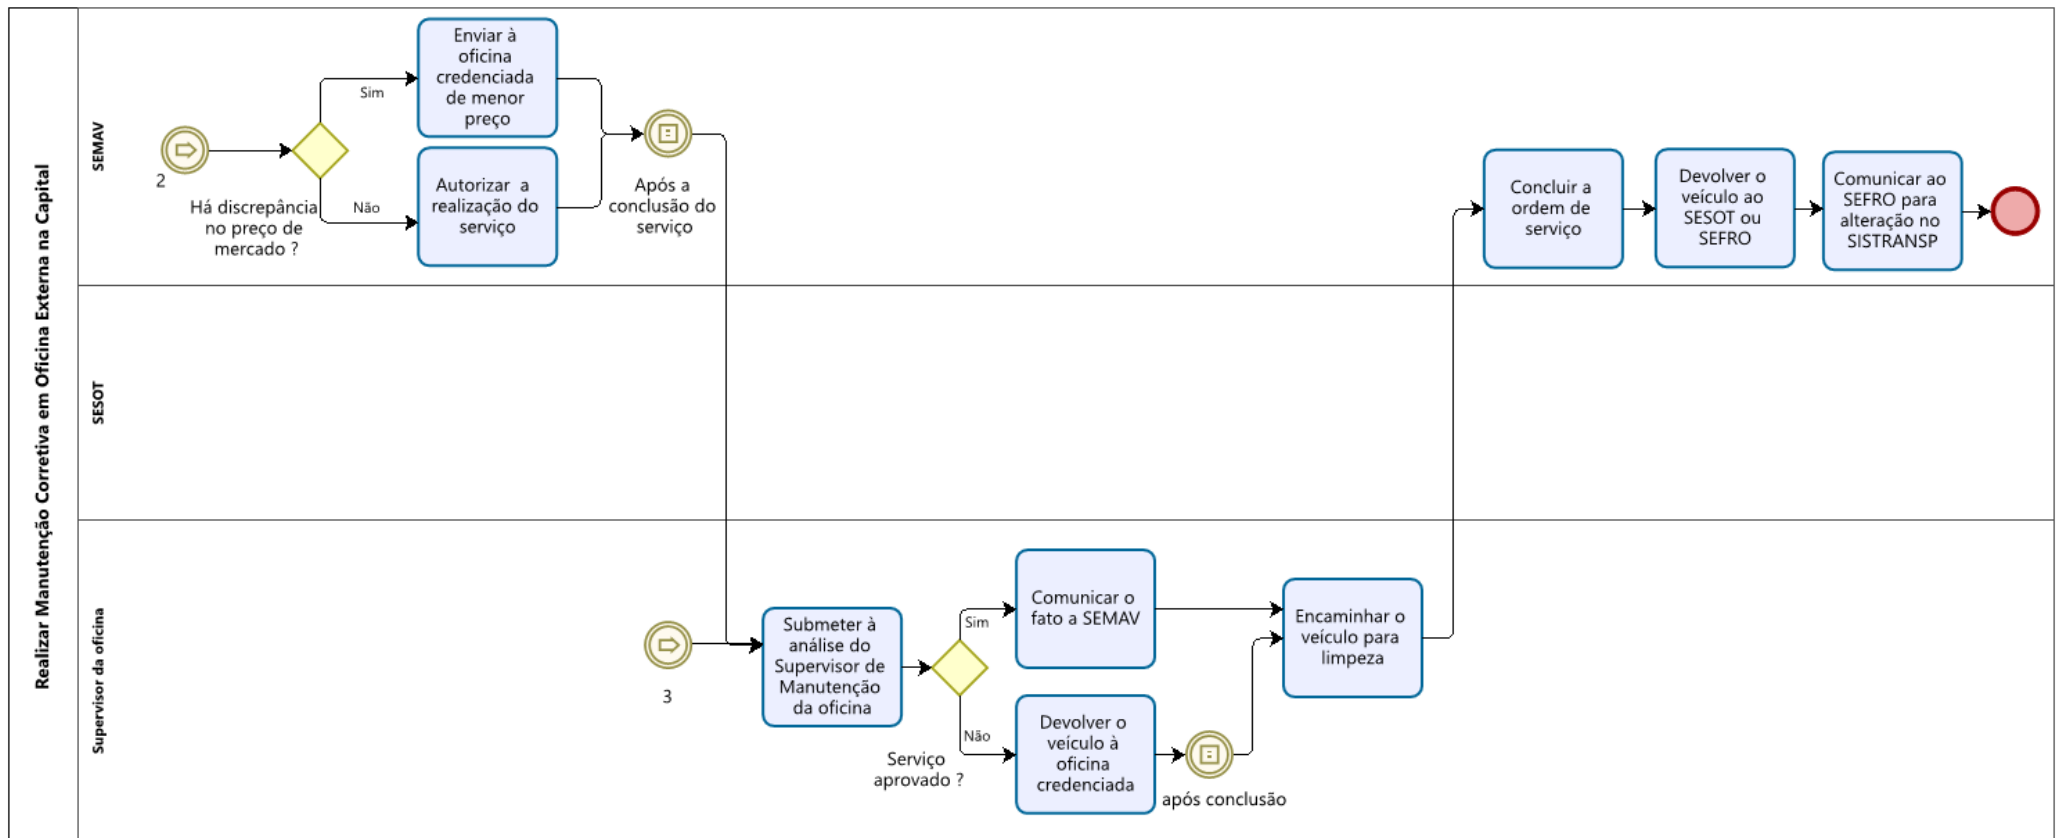 Realizar Manutenção Corretiva em Oficina Externa na Capital
SEMAV
2
Há discrepância
no preço de
mercado ?
Sim
Não
Enviar à
oficina
credenciada
de menor
preço
Autorizar a
realização do
serviço
Após a
conclusão do
serviço
Concluir a
ordem de
serviço
Devolver o
veículo ao
SESOT ou
SEFRO
Comunicar ao
SEFRO para
alteração no
SISTRANSP
SESOT
Supervisor da oficina
3
Submeter à
análise do
Supervisor de
Manutenção
da oficina
Serviço
aprovado ?
Sim
Não
Comunicar o
fato a SEMAV
Devolver o
veículo à
oficina
credenciada
após conclusão
Encaminhar o
veículo para
limpeza